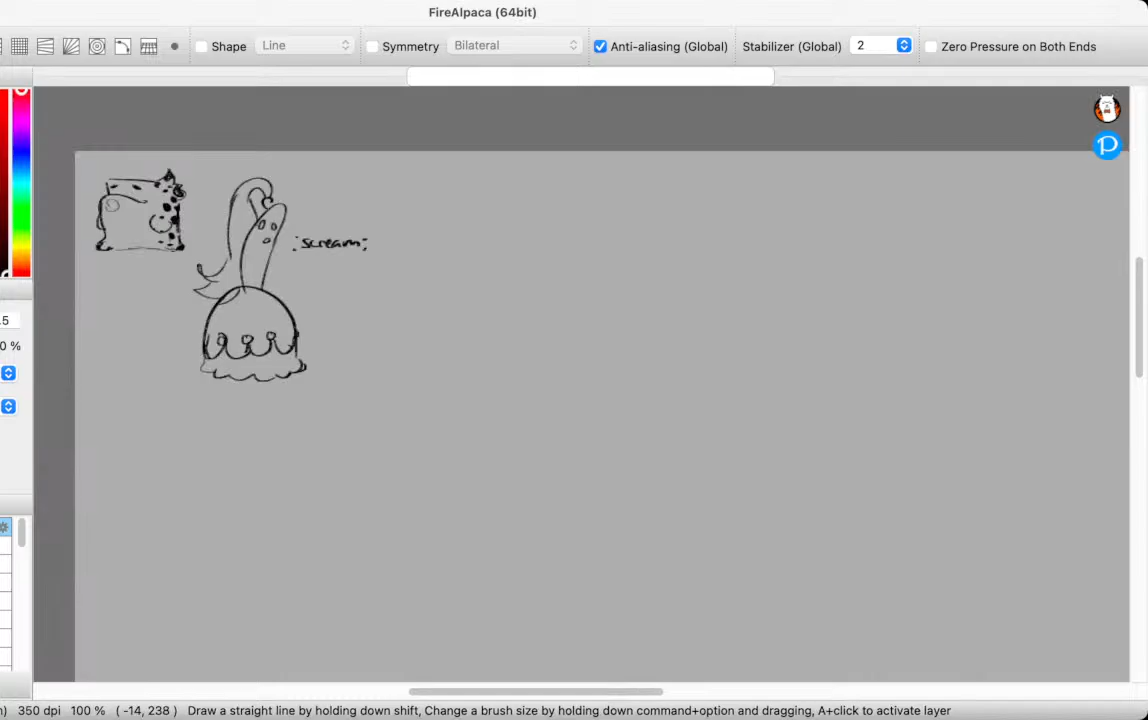 FireAlpaca (64bit)
Shape Line Symmetry Bilateral Anti-aliasing (Global) Stabilizer (Global) 2 Zero Pressure on Both Ends
:scream:
.5
0 %
) 350 dpi 100 % ( -14, 238 ) Draw a straight line by holding down shift, Change a brush size by holding down command+option and dragging, A+click to activate layer